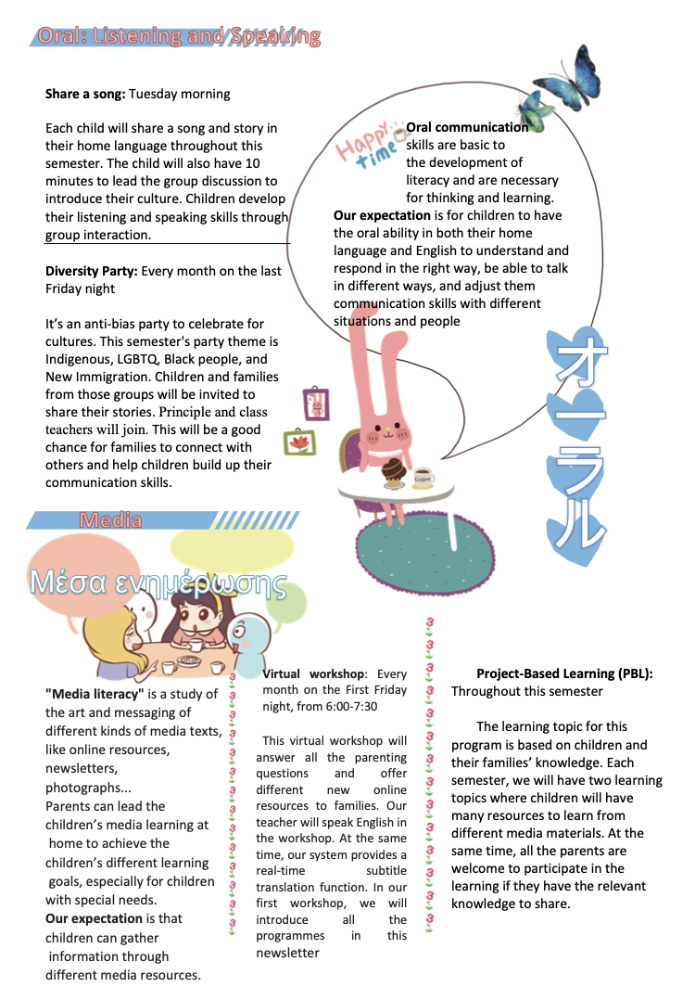 Oral: Listening and Speaking
Share a song: Tuesday morning
Each child will share a song and story in
their home language throughout this
semester. The child will also have 10
minutes to lead the group discussion to
introduce their culture. Children develop
their listening and speaking skills through
group interaction.
Diversity Party: Every month on the last
Friday night
It’s an anti-bias party to celebrate for
cultures. This semester's party theme is
Indigenous, LGBTQ, Black people, and
New Immigration. Children and families
from those groups will be invited to
share their stories. Principle and class
teachers will join. This will be a good
chance for families to connect with
others and help children build up their
communication skills.
Happy
time
Oral communication
skills are basic to
the development of
literacy and are necessary
for thinking and learning.
Our expectation is for children to have
the oral ability in both their home
language and English to understand and
respond in the right way, be able to talk
in different ways, and adjust them
communication skills with different
situations and people
オーラル
Coffee
Media
Μέσα ενημέρωσης
"Media literacy" is a study of
the art and messaging of
different kinds of media texts,
like online resources,
newsletters,
photographs...
Parents can lead the
children’s media learning at
home to achieve the
children’s different learning
goals, especially for children
with special needs.
Our expectation is that
children can gather
information through
different media resources.
Virtual workshop: Every
month on the First Friday
night, from 6:00-7:30
This virtual workshop will
answer all the parenting
questions and offer
different new online
resources to families. Our
teacher will speak English in
the workshop. At the same
time, our system provides a
real-time subtitle
translation function. In our
first workshop, we will
introduce all the
programmes in this
newsletter
Project-Based Learning (PBL):
Throughout this semester
The learning topic for this
program is based on children and
their families’ knowledge. Each
semester, we will have two learning
topics where children will have
many resources to learn from
different media materials. At the
same time, all the parents are
welcome to participate in the
learning if they have the relevant
knowledge to share.